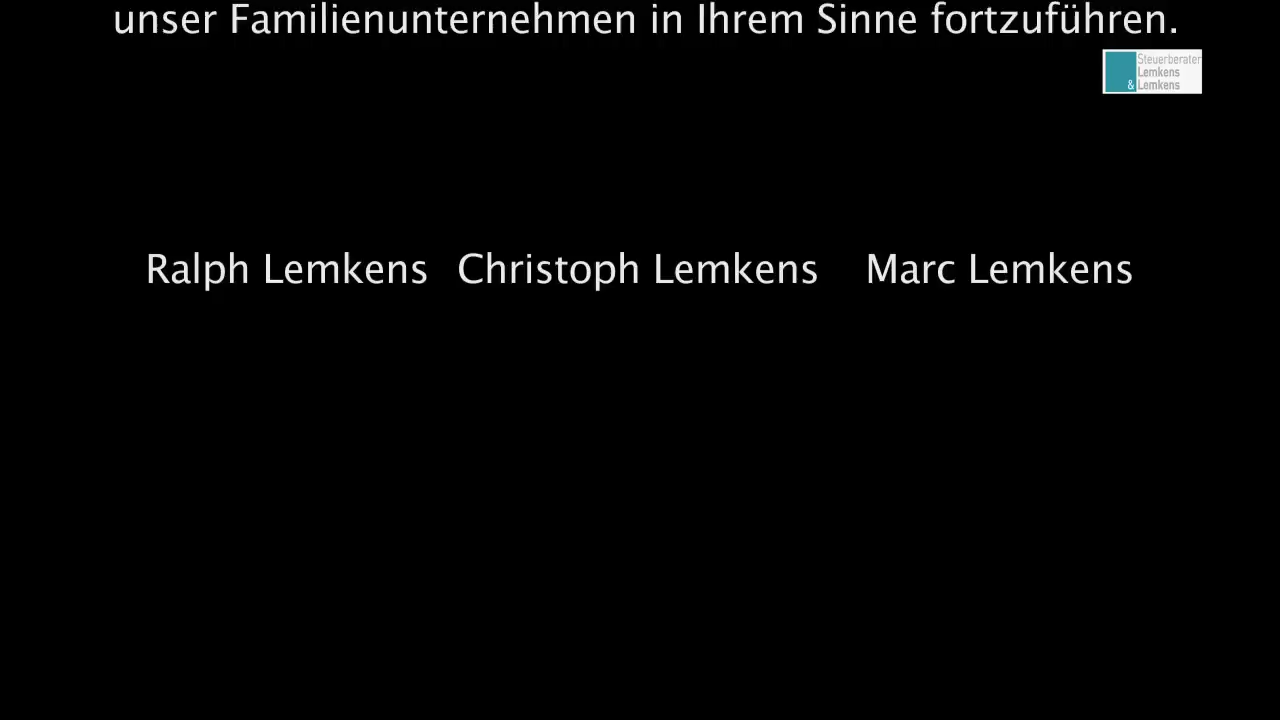 unser Familienunternehmen in Ihrem Sinne fortzuführen.
Steuerberater
Lemkens
& Lemkens
Ralph Lemkens Christoph Lemkens Marc Lemkens